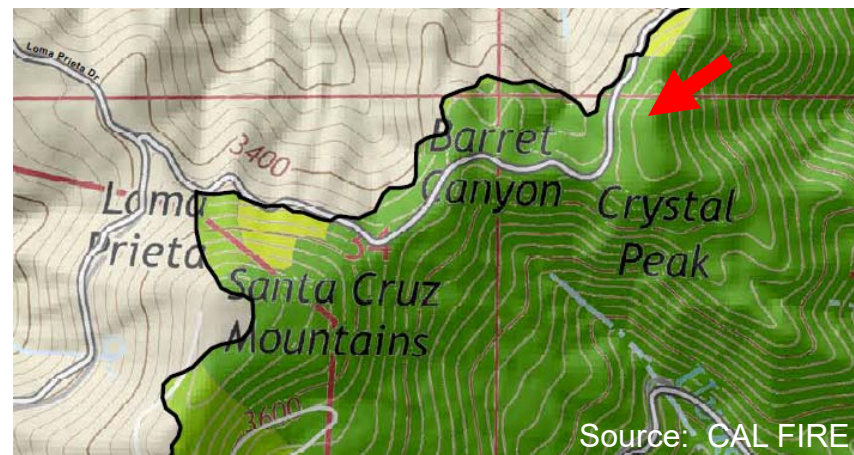 Loma Prieta Dr
3400
Barret
Canyon
Loma
Prieta
Crystal
Peak
34
Santa Cruz
Mountains
3600
Source: CAL FIRE